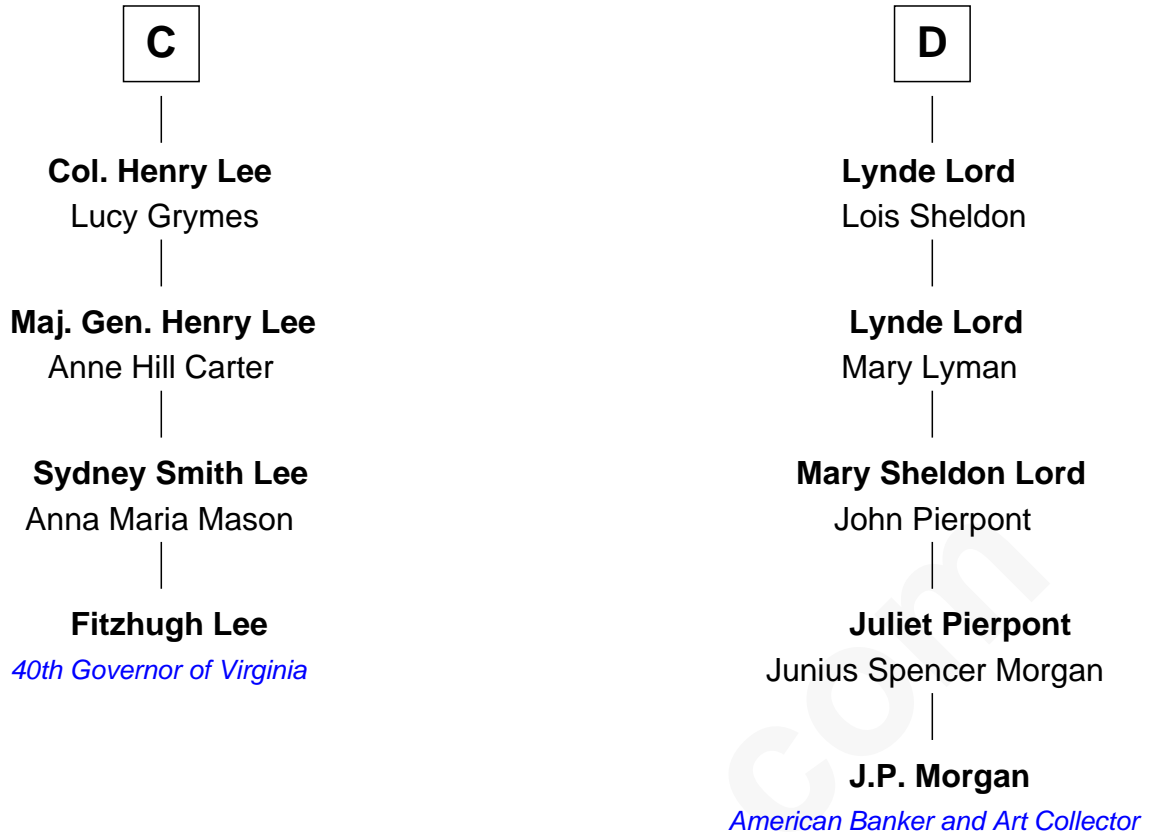 C
Col. Henry Lee
Lucy Grymes
Maj. Gen. Henry Lee
Anne Hill Carter
Sydney Smith Lee
Anna Maria Mason
Fitzhugh Lee
40th Governor of Virginia
D
Lynde Lord
Lois Sheldon
Lynde Lord
Mary Lyman
Mary Sheldon Lord
John Pierpont
Juliet Pierpont
Junius Spencer Morgan
J.P. Morgan
American Banker and Art Collector
com